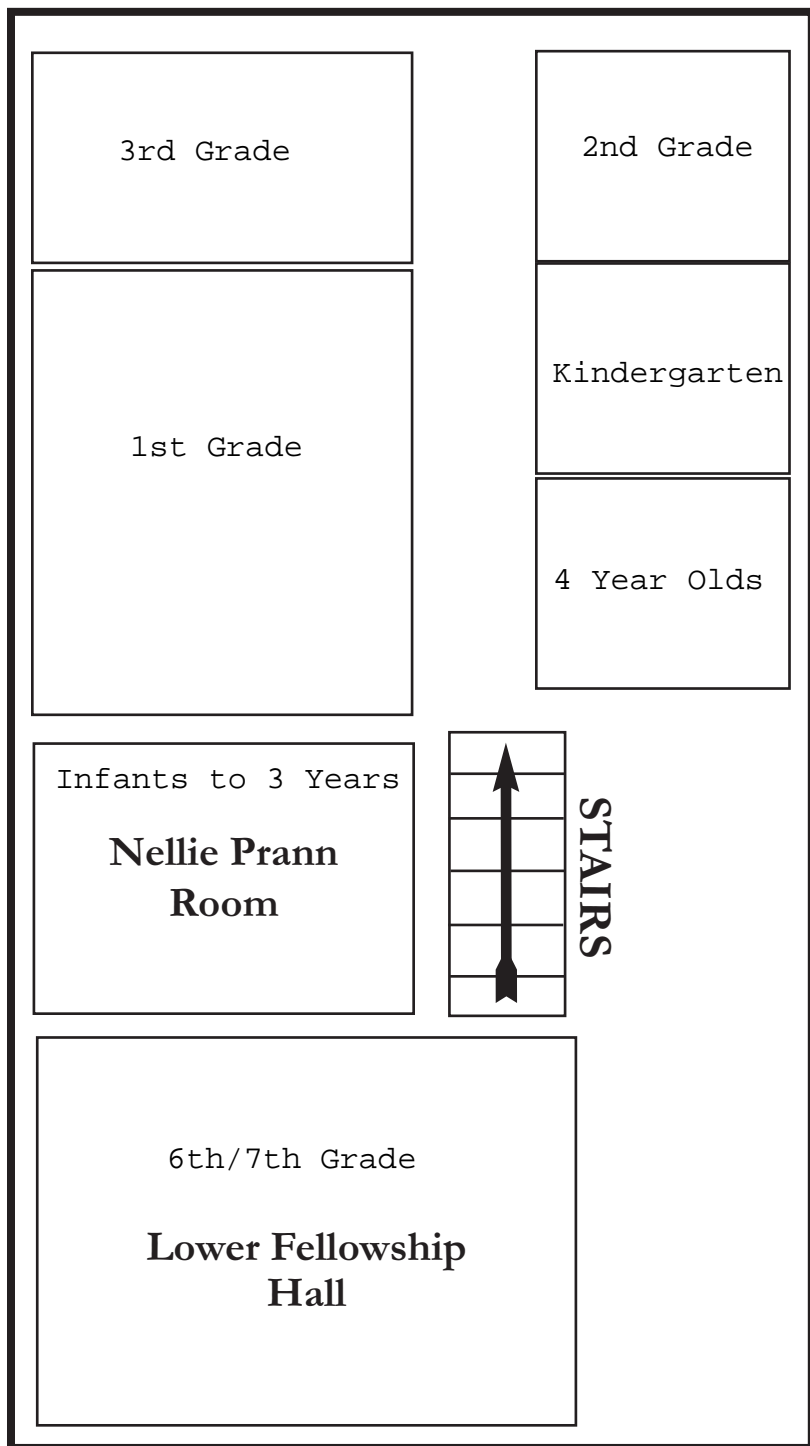 3rd Grade
2nd Grade
Kindergarten
1st Grade
4 Year Olds
Infants to 3 Years
Nellie Prann
Room
STAIRS
6th/7th Grade
Lower Fellowship
Hall